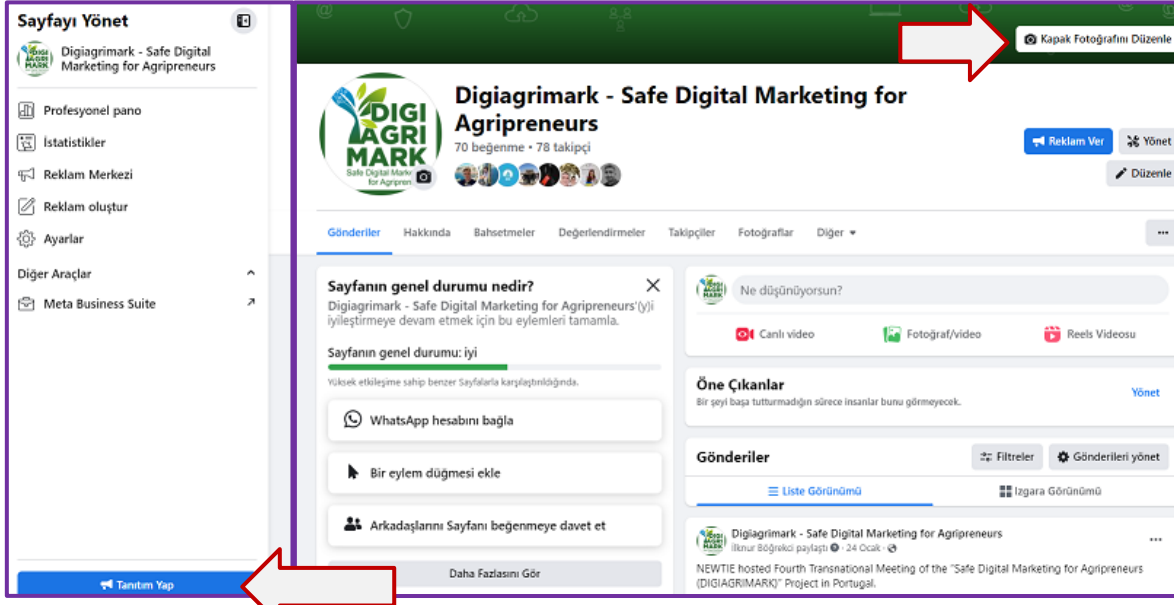 Sayfayı Yönet
Digiagrimark - Safe Digital
Marketing for Agripreneurs
Profesyonel pano
İstatistikler
Reklam Merkezi
Reklam oluştur
Ayarlar
Diğer Araçlar
Meta Business Suite
Tanıtım Yap
Kapak Fotoğrafını Düzenle
DIGI
AGRI
MARK
Safe Digital
for Agripren
Digiagrimark - Safe Digital Marketing for
Agripreneurs
70 beğenme • 78 takipçi
Reklam Ver
Yönet
Düzenle
Gönderiler Hakkında Bahsetmeler Değerlendirmeler Takipçiler Fotoğraflar Diğer
Sayfanın genel durumu nedir?
Digiagrimark - Safe Digital Marketing for Agripreneurs'(y)i
iyileştirmeye devam etmek için bu eylemleri tamamla.
Sayfanın genel durumu: iyi
Yüksek etkileşime sahip benzer Sayfalarla karşılaştırıldığında.
WhatsApp hesabını bağla
Bir eylem düğmesi ekle
Arkadaşlarını Sayfanı beğenmeye davet et
Daha Fazlasını Gör
Ne düşünüyorsun?
Canlı video Fotoğraf/video Reels Videosu
Öne Çıkanlar
Bir şeyi başa tutturmadığın sürece insanlar bunu görmeyecek.
Yönet
Gönderiler
Filtreler
Gönderileri yönet
Liste Görünümü
Izgara Görünümü
Digiagrimark - Safe Digital Marketing for Agripreneurs
İlknur Böğrekci paylaştı · 24 Ocak ·
NEWTIE hosted Fourth Transnational Meeting of the "Safe Digital Marketing for Agripreneurs
(DIGIAGRIMARK)" Project in Portugal.